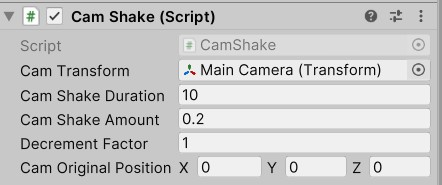 Cam Shake (Script)
Script CamShake
Cam Transform Main Camera (Transform)
Cam Shake Duration 10
Cam Shake Amount 0.2
Decrement Factor 1
Cam Original Position X 0 Y 0 Z 0